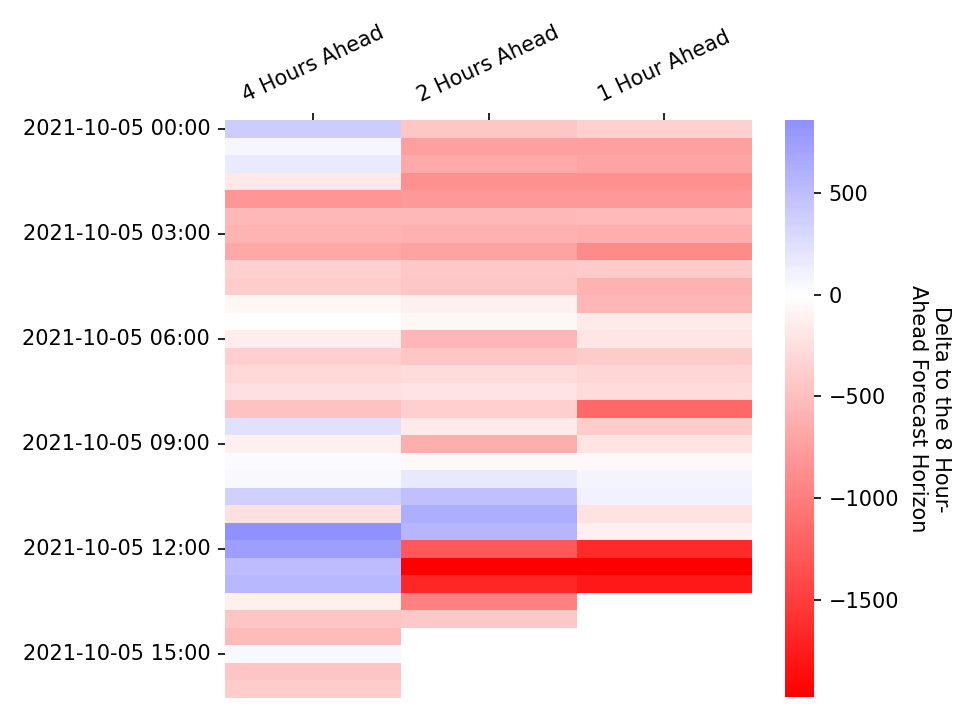 4 Hours Ahead
2 Hours Ahead
1 Hour Ahead
2021-10-05 00:00
2021-10-05 03:00
2021-10-05 06:00
2021-10-05 09:00
2021-10-05 12:00
2021-10-05 15:00
500
0
−500
−1000
−1500
Delta to the 8 Hour-
Ahead Forecast Horizon